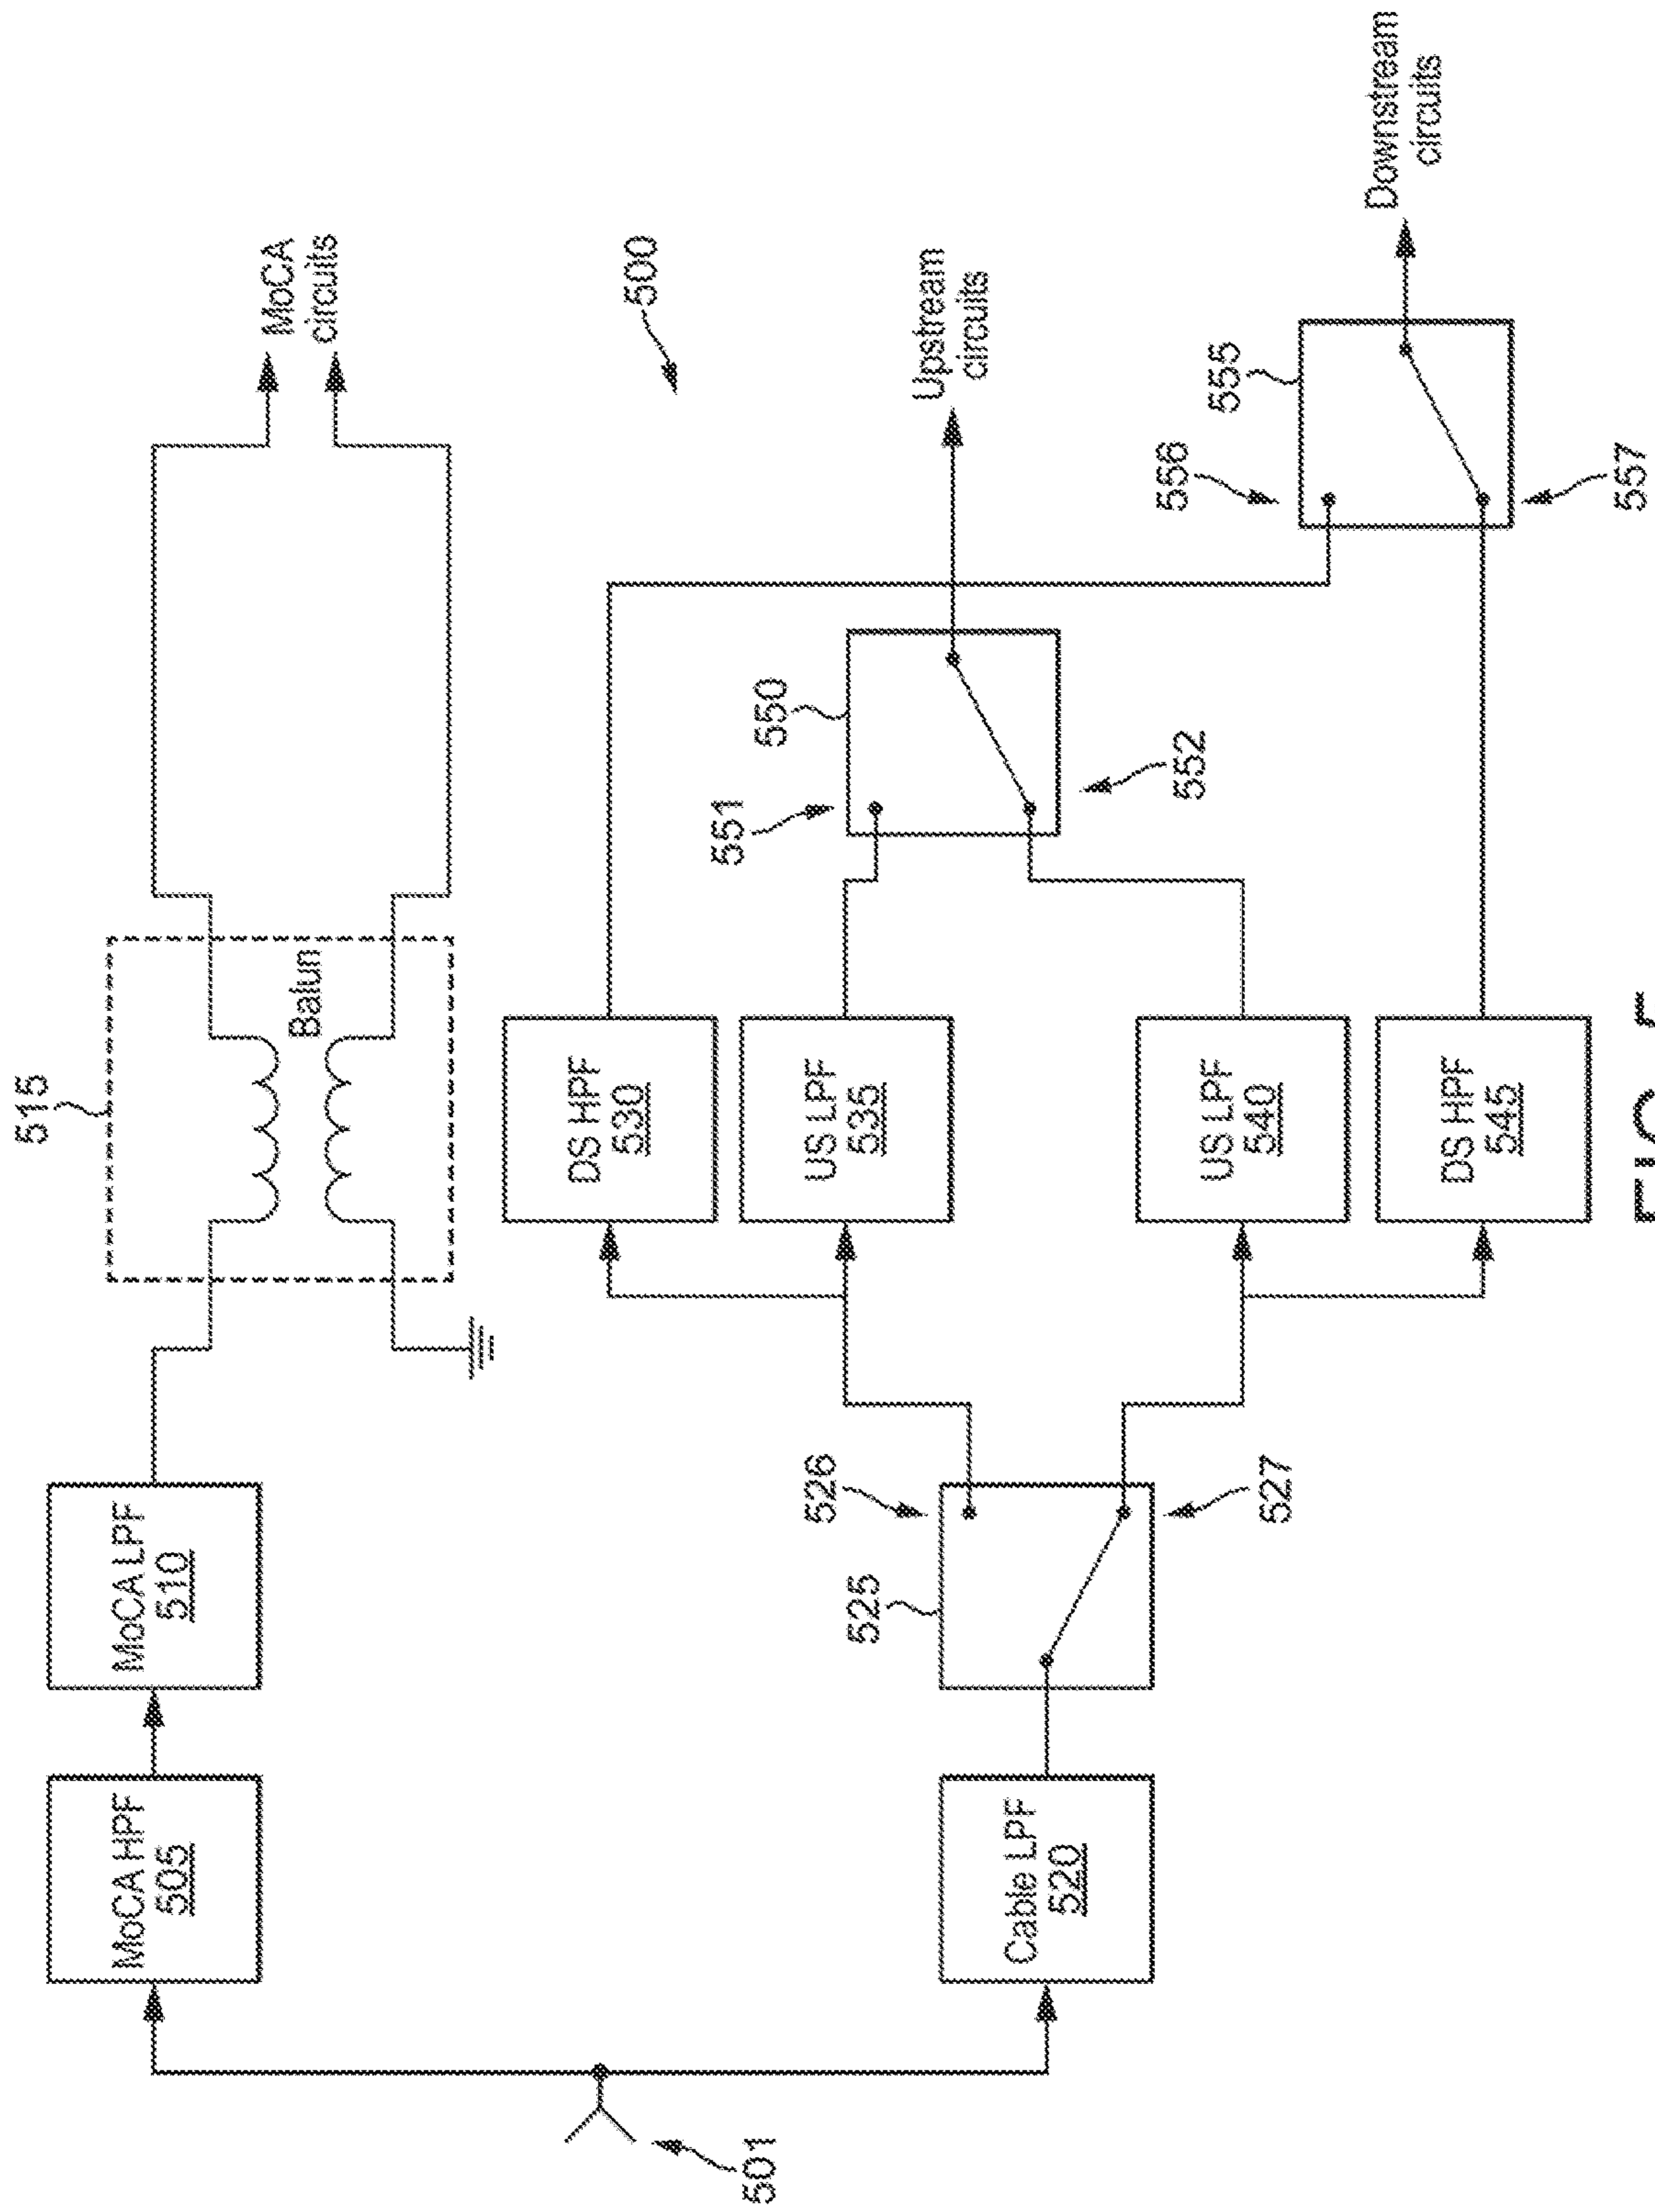 515
MoCA HPF
505
MoCA LPF
510
Balun
MoCA
circuits
500
501
Cable LPF
520
525
526
527
DS HPF
530
US LPF
535
US LPF
540
DS HPF
545
550
551
552
Upstream
circuits
555
556
557
Downstream
circuits